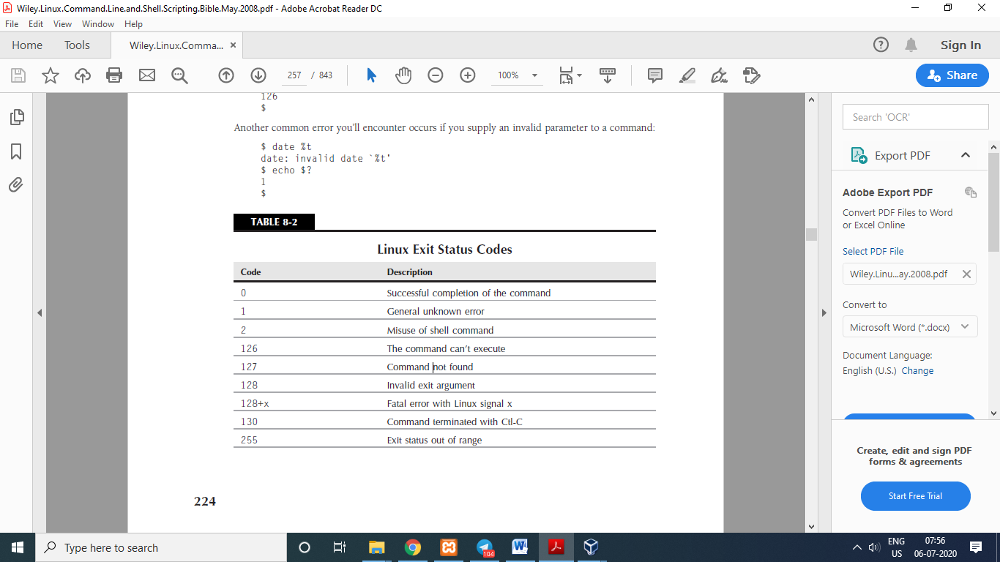 Wiley.Linux.Command.Line.and.Shell.Scripting.Bible.May.2008.pdf - Adobe Acrobat Reader DC
File Edit View Window Help
Home Tools Wiley.Linux.Comma... × Sign In
257 / 843 100% Share
126
$
Another common error you'll encounter occurs if you supply an invalid parameter to a command:
$ date %t
date: invalid date `%t'
$ echo $?
1
$
TABLE 8-2
Linux Exit Status Codes
Code Description
0 Successful completion of the command
1 General unknown error
2 Misuse of shell command
126 The command can't execute
127 Command not found
128 Invalid exit argument
128+x Fatal error with Linux signal x
130 Command terminated with Ctl-C
255 Exit status out of range
224
Search 'OCR'
Export PDF
Adobe Export PDF
Convert PDF Files to Word
or Excel Online
Select PDF File
Wiley.Linu...ay.2008.pdf
Convert to
Microsoft Word (*.docx)
Document Language:
English (U.S.) Change
Create, edit and sign PDF
forms & agreements
Start Free Trial
Type here to search
104
ENG
US
07:56
06-07-2020